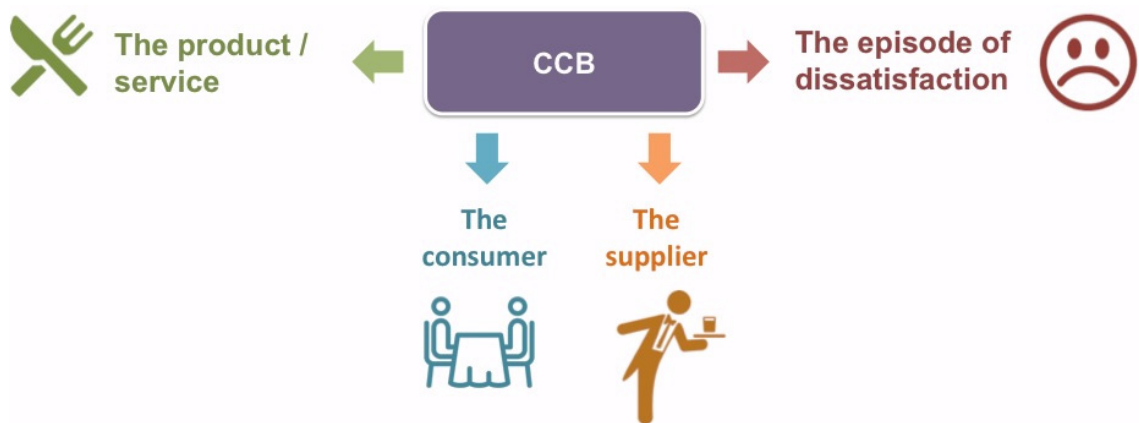 The product /
service
CCB
The episode of
dissatisfaction
The
consumer
The
supplier